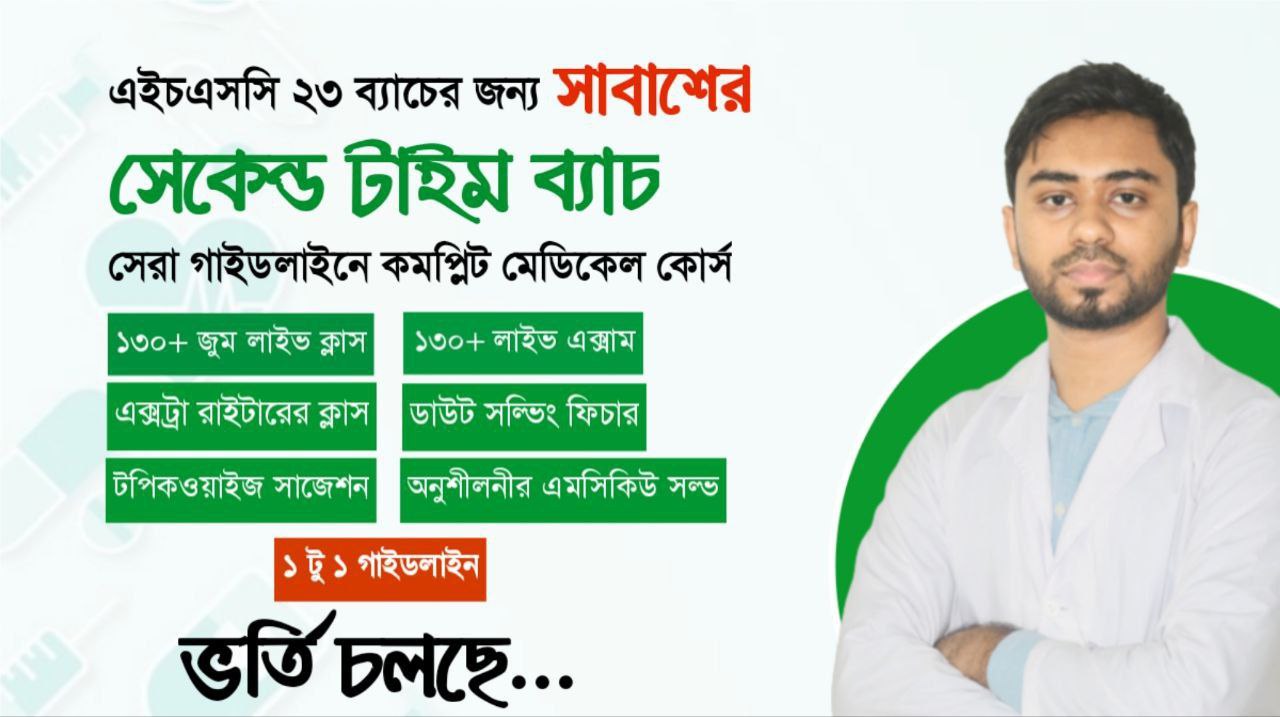 এইচএসসি ২৩ ব্যাচের জন্য সাবাশের
সেকেন্ড টাইম ব্যাচ
সেরা গাইডলাইনে কমপ্লিট মেডিকেল কোর্স
১৩০+ জুম লাইভ ক্লাস
১৩০+ লাইভ এক্সাম
এক্সট্রা রাইটারের ক্লাস
ডাউট সল্ভিং ফিচার
টপিকওয়াইজ সাজেশন
অনুশীলনীর এমসিকিউ সল্ভ
১ টু ১ গাইডলাইন
ভর্তি চলছে...